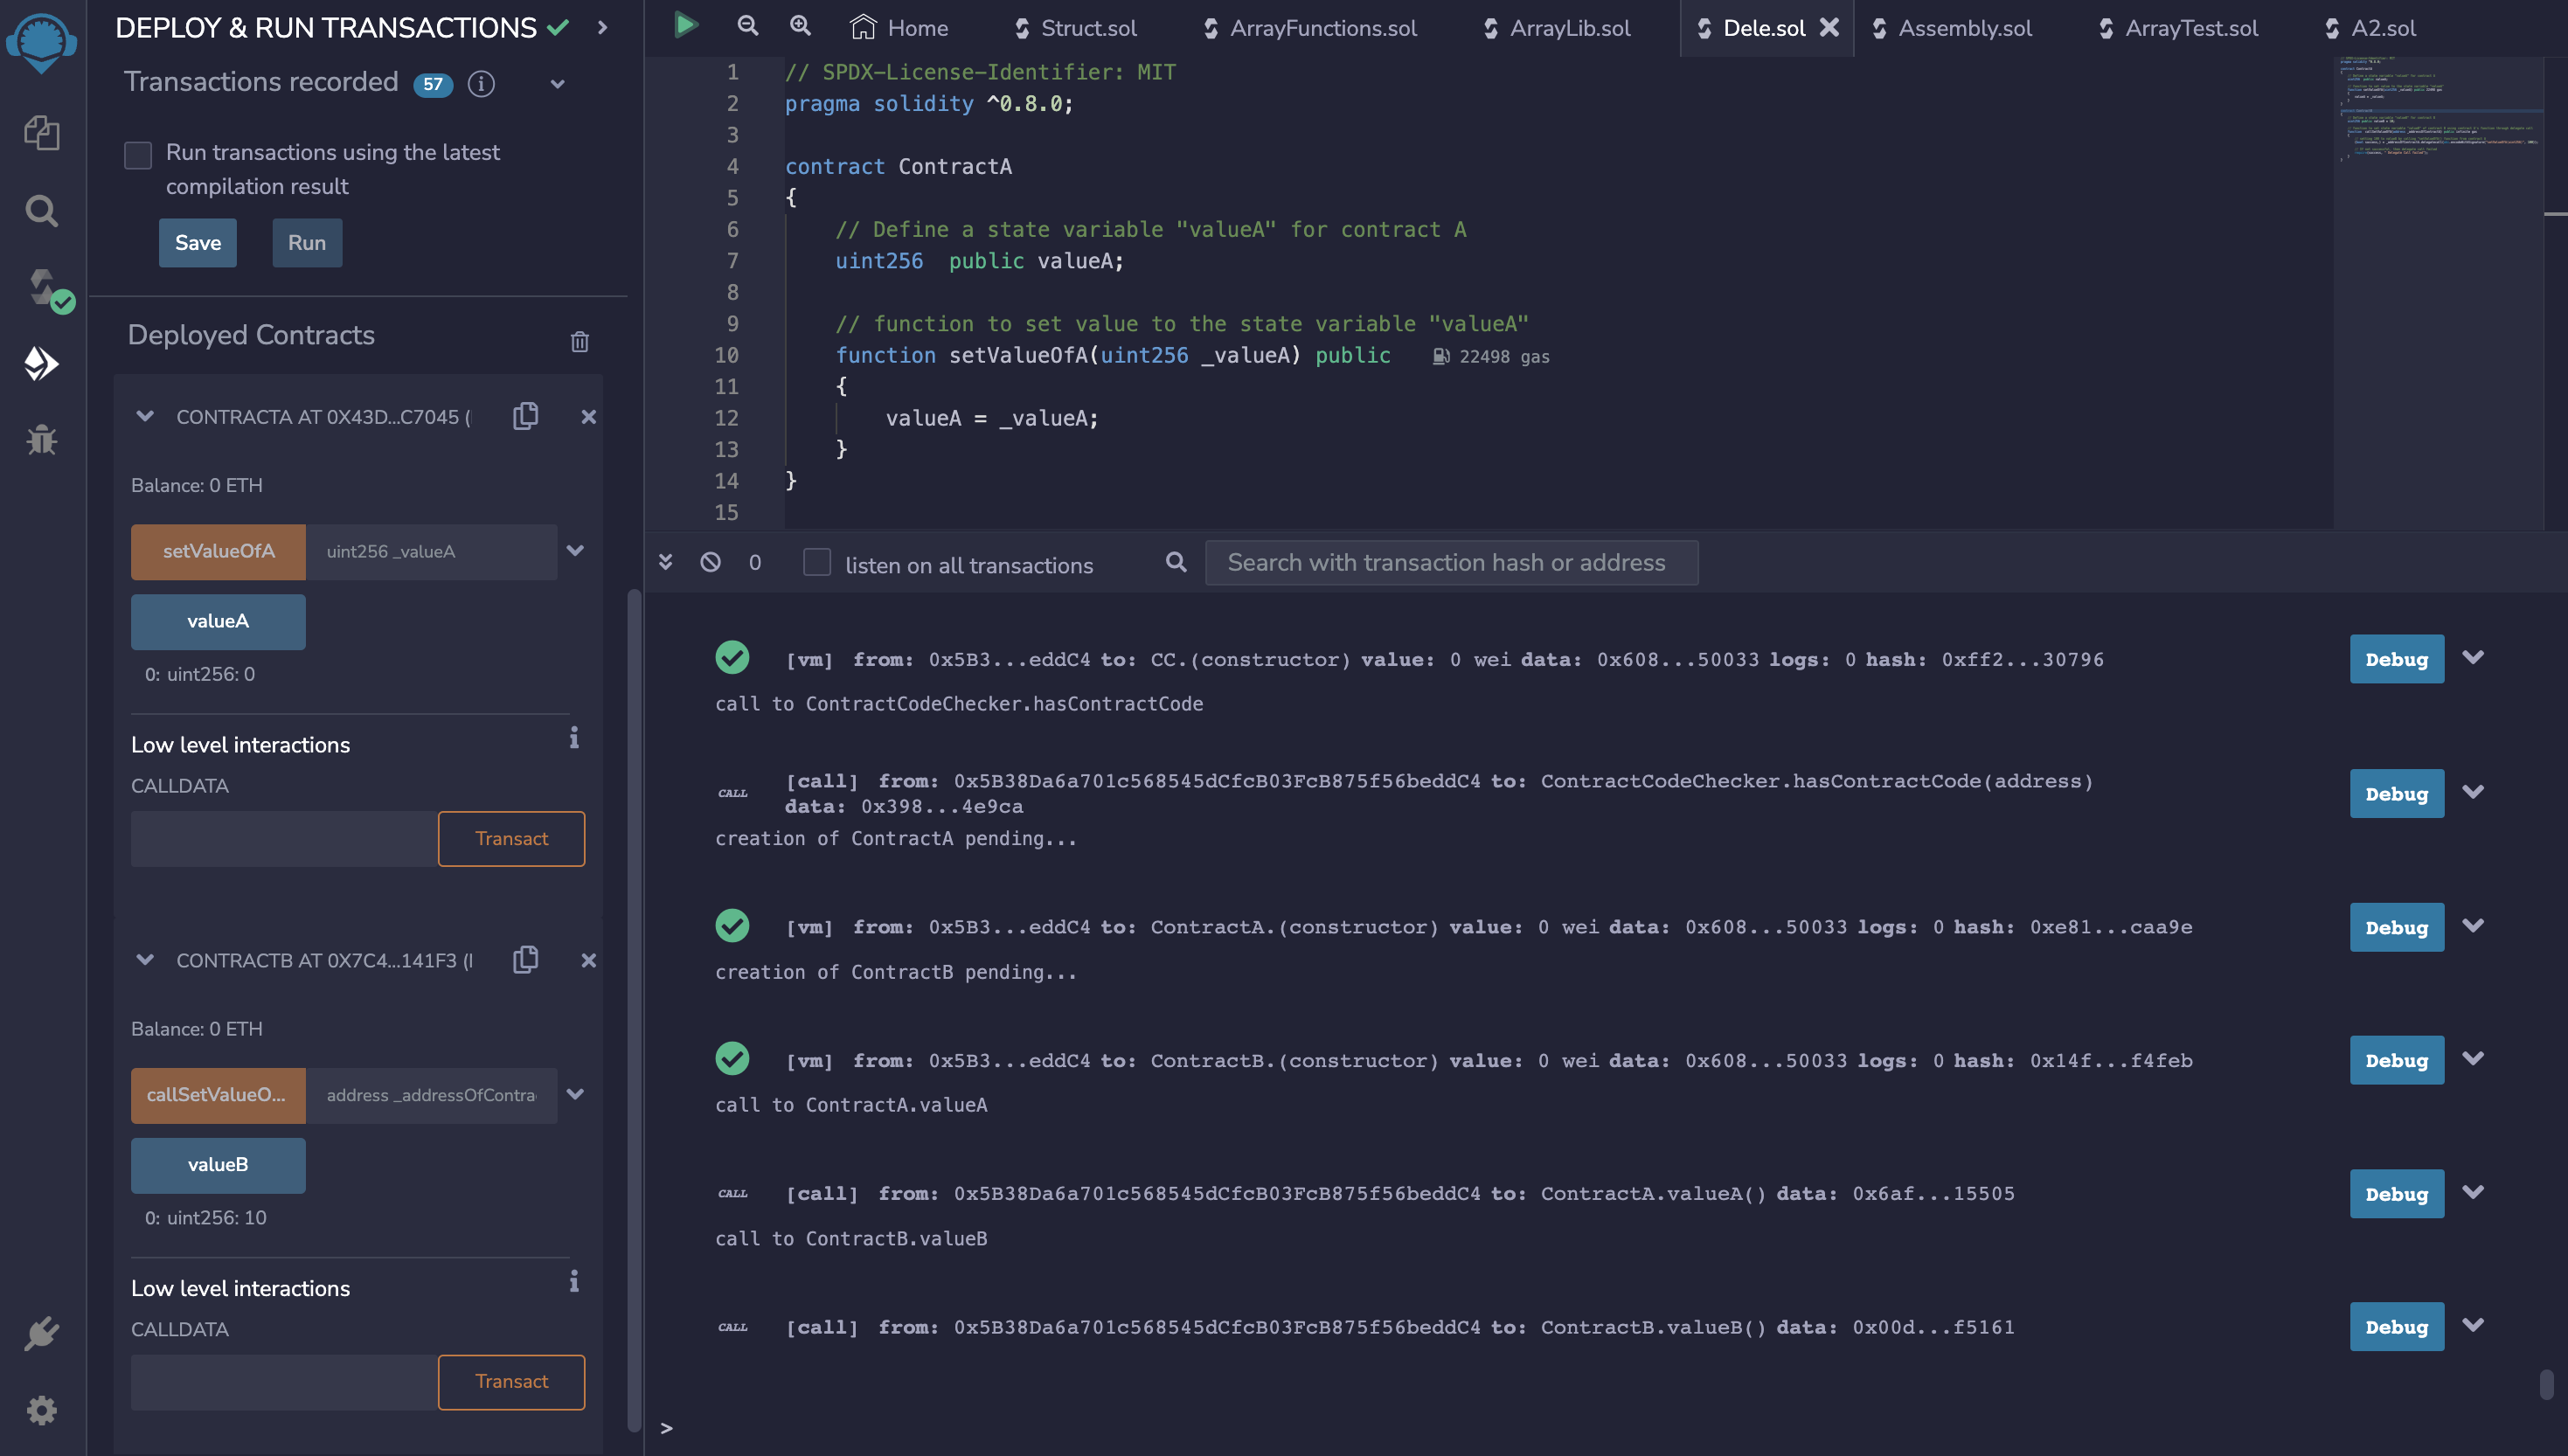 DEPLOY & RUN TRANSACTIONS
Transactions recorded 57
Run transactions using the latest
compilation result
Save Run
Deployed Contracts
CONTRACTA AT 0X43D...C7045 (
Balance: 0 ETH
setValueOfA uint256 _valueA
valueA
0: uint256: 0
Low level interactions
CALLDATA
Transact
CONTRACTB AT 0X7C4...141F3 (
Balance: 0 ETH
callSetValueO... address _addressOfContra
valueB
0: uint256: 10
Low level interactions
CALLDATA
Transact
Home Struct.sol ArrayFunctions.sol ArrayLib.sol Dele.sol Assembly.sol ArrayTest.sol A2.sol
1 // SPDX-License-Identifier: MIT
2 pragma solidity ^0.8.0;
3
4 contract ContractA
5 {
6 // Define a state variable "valueA" for contract A
7 uint256  public valueA;
8
9 // function to set value to the state variable "valueA"
10 function setValueOfA(uint256 _valueA) public 22498 gas
11 {
12 valueA = _valueA;
13 }
14 }
15
0 listen on all transactions Search with transaction hash or address
[vm] from: 0x5B3...eddC4 to: CC.(constructor) value: 0 wei data: 0x608...50033 logs: 0 hash: 0xff2...30796 Debug
call to ContractCodeChecker.hasContractCode
CALL [call] from: 0x5B38Da6a701c568545dCfcB03FcB875f56beddC4 to: ContractCodeChecker.hasContractCode(address) Debug
data: 0x398...4e9ca
creation of ContractA pending...
[vm] from: 0x5B3...eddC4 to: ContractA.(constructor) value: 0 wei data: 0x608...50033 logs: 0 hash: 0xe81...caa9e Debug
creation of ContractB pending...
[vm] from: 0x5B3...eddC4 to: ContractB.(constructor) value: 0 wei data: 0x608...50033 logs: 0 hash: 0x14f...f4feb Debug
call to ContractA.valueA
CALL [call] from: 0x5B38Da6a701c568545dCfcB03FcB875f56beddC4 to: ContractA.valueA() data: 0x6af...15505 Debug
call to ContractB.valueB
CALL [call] from: 0x5B38Da6a701c568545dCfcB03FcB875f56beddC4 to: ContractB.valueB() data: 0x00d...f5161 Debug
>